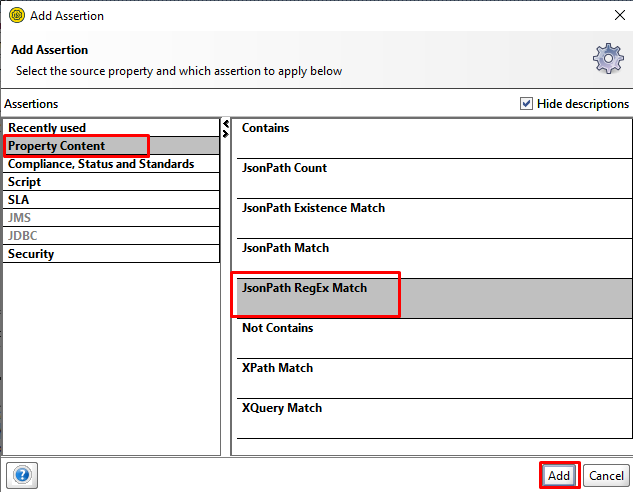 Add Assertion
Add Assertion
Select the source property and which assertion to apply below
Assertions
Hide descriptions
Recently used
Property Content
Compliance, Status and Standards
Script
SLA
JMS
JDBC
Security
Contains
JsonPath Count
JsonPath Existence Match
JsonPath Match
JsonPath RegEx Match
Not Contains
XPath Match
XQuery Match
?
Add
Cancel